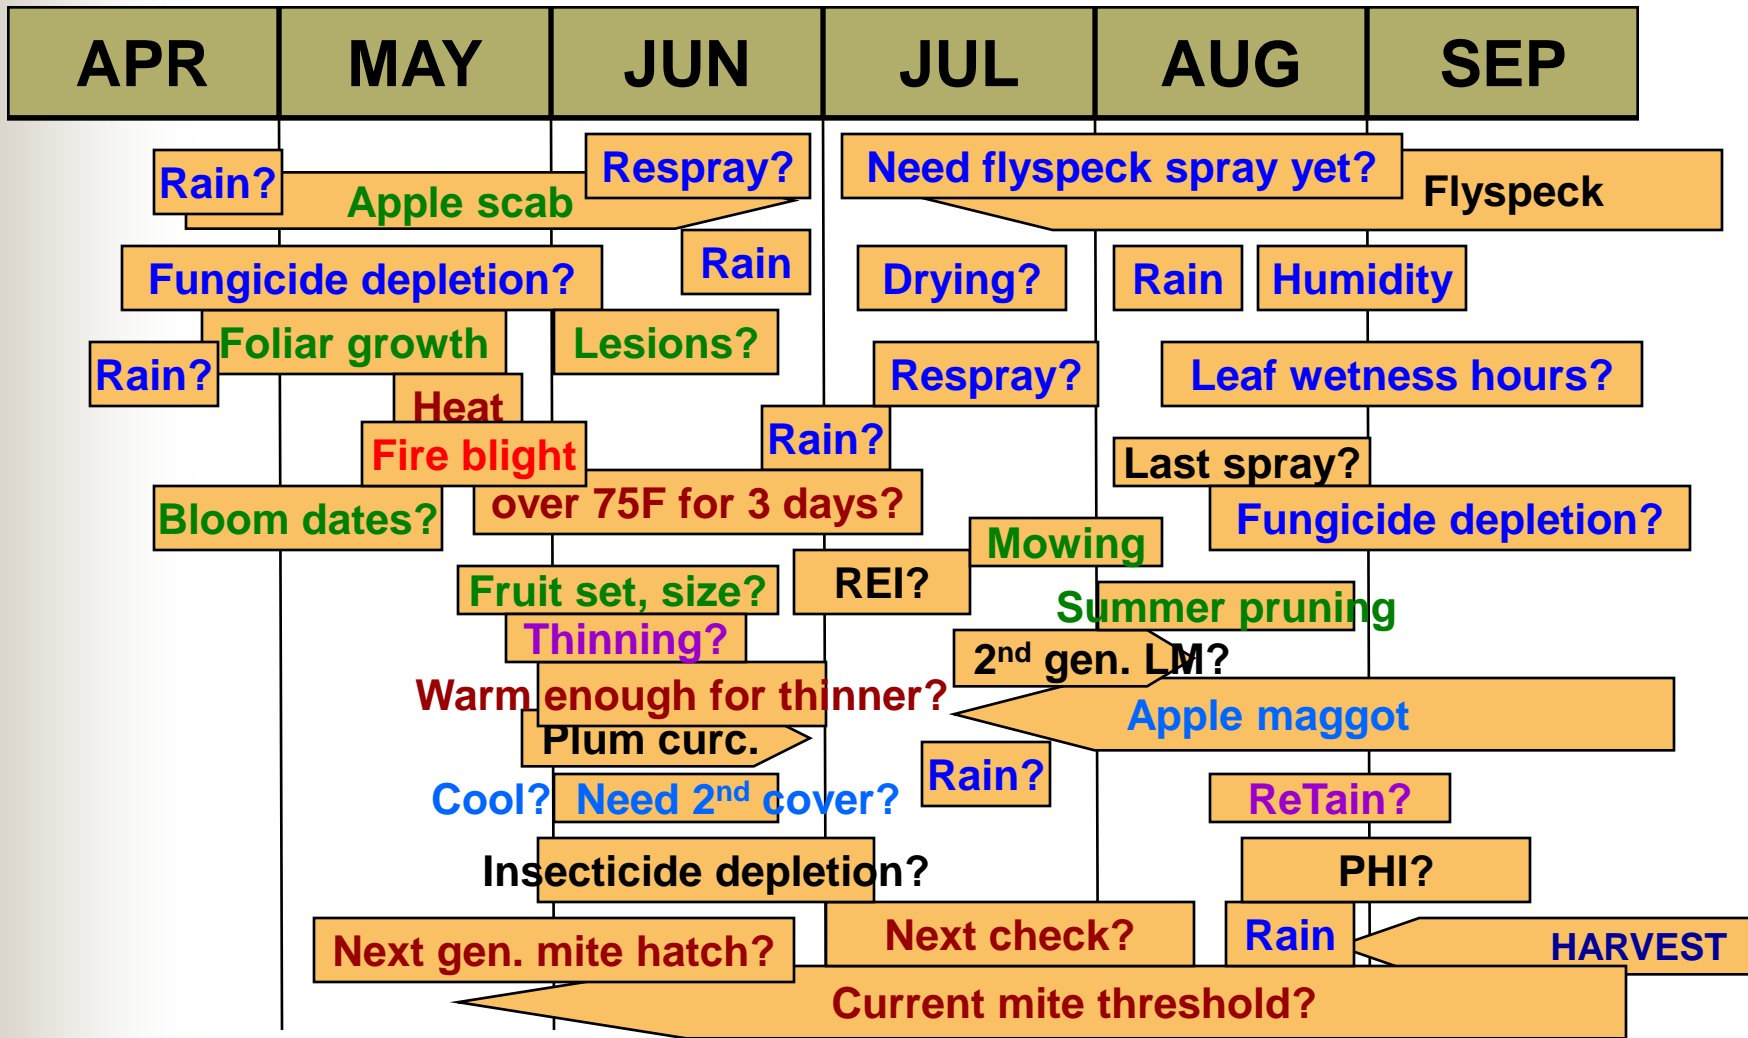 APR MAY JUN JUL AUG SEP
Rain?
Apple scab
Respray?
Need flyspeck spray yet?
Flyspeck
Fungicide depletion?
Rain
Drying?
Rain
Humidity
Foliar growth
Lesions?
Rain?
Respray?
Leaf wetness hours?
Heat
Rain?
Fire blight
Last spray?
over 75F for 3 days?
Bloom dates?
Fungicide depletion?
Mowing
Fruit set, size?
REI?
Summer pruning
Thinning?
2nd gen. LM?
Warm enough for thinner?
Apple maggot
Plum curc.
Rain?
Cool? Need 2nd cover?
ReTain?
Insecticide depletion?
PHI?
Next gen. mite hatch?
Next check?
Rain
HARVEST
Current mite threshold?